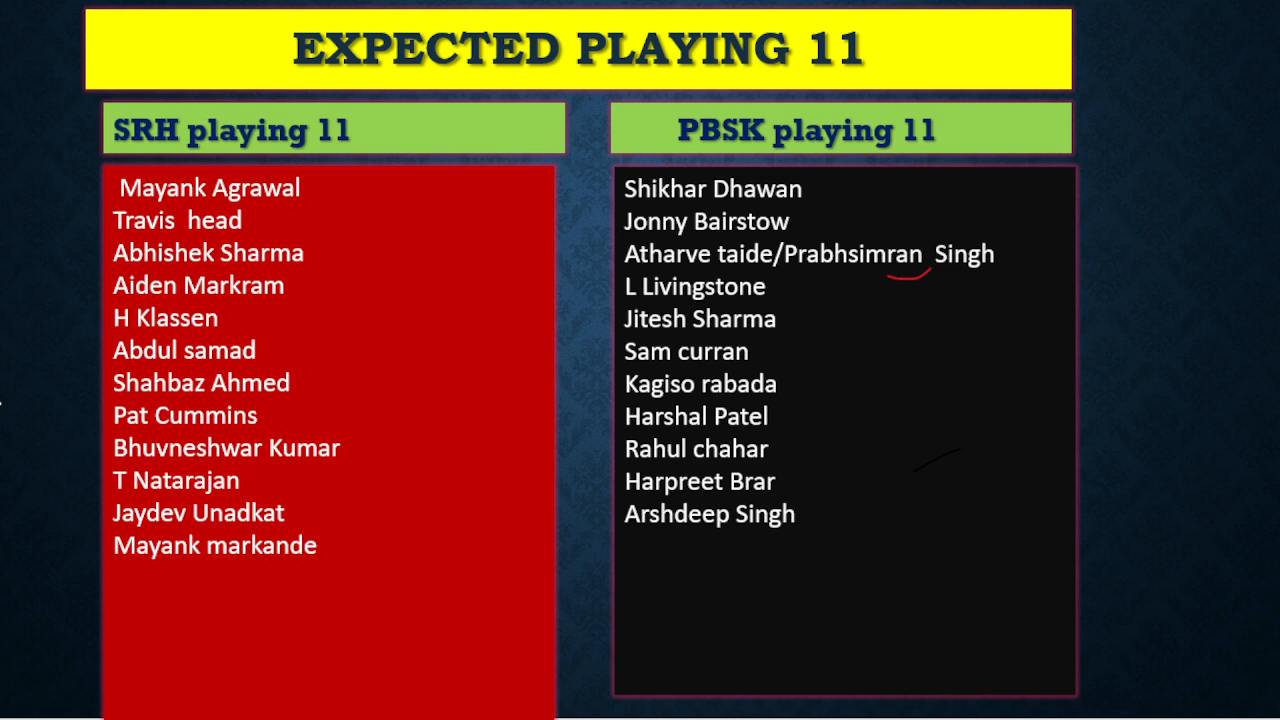 EXPECTED PLAYING 11
SRH playing 11
Mayank Agrawal
Travis head
Abhishek Sharma
Aiden Markram
H Klassen
Abdul samad
Shahbaz Ahmed
Pat Cummins
Bhuvneshwar Kumar
T Natarajan
Jaydev Unadkat
Mayank markande
PBSK playing 11
Shikhar Dhawan
Jonny Bairstow
Atharve taide/Prabhsimran Singh
L Livingstone
Jitesh Sharma
Sam curran
Kagiso rabada
Harshal Patel
Rahul chahar
Harpreet Brar
Arshdeep Singh